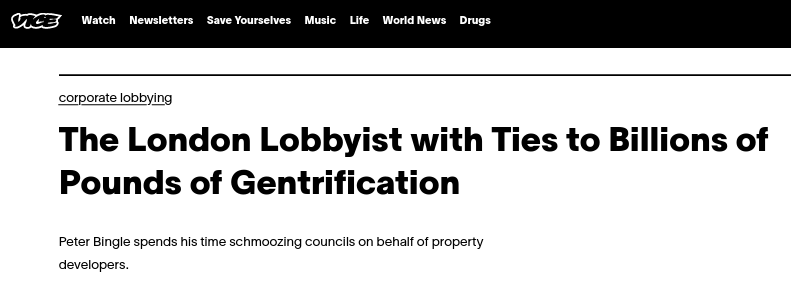 VICE Watch Newsletters Save Yourselves Music Life World News Drugs
corporate lobbying
The London Lobbyist with Ties to Billions of
Pounds of Gentrification
Peter Bingle spends his time schmoozing councils on behalf of property
developers.